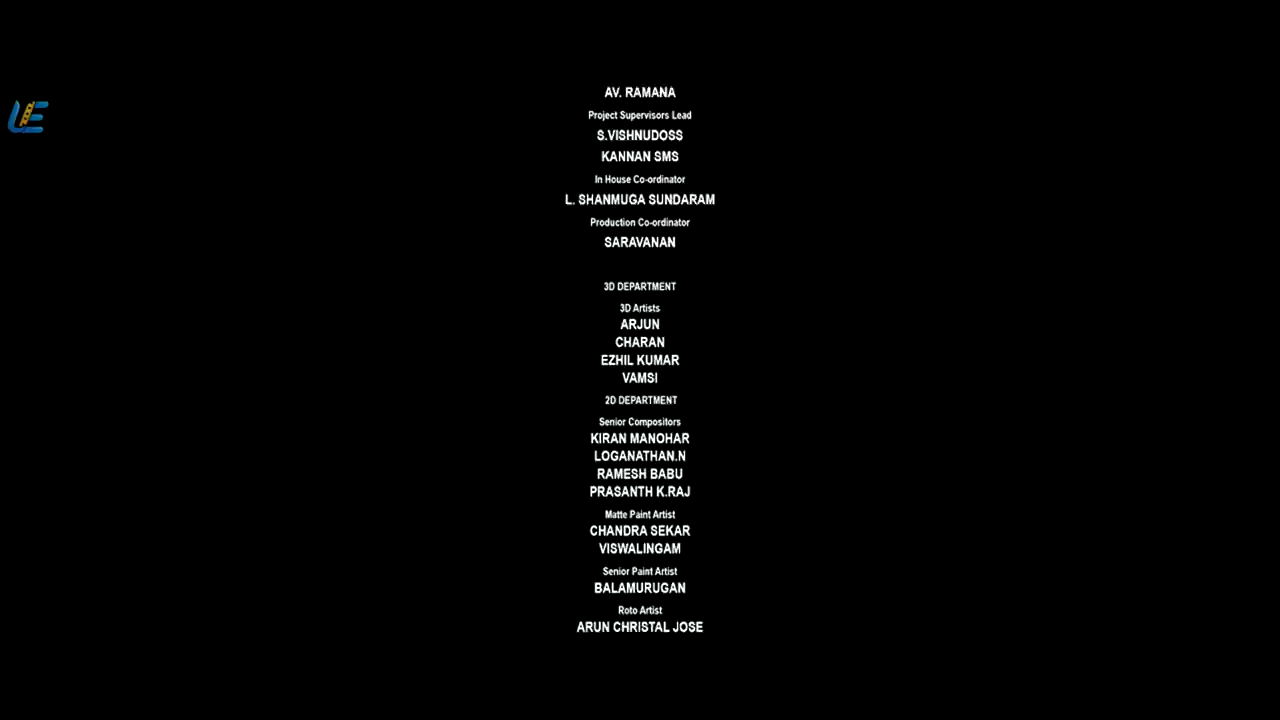 AV. RAMANA
Project Supervisors Lead
S.VISHNUDOSS
KANNAN SMS
In House Co-ordinator
L. SHANMUGA SUNDARAM
Production Co-ordinator
SARAVANAN
3D DEPARTMENT
3D Artists
ARJUN
CHARAN
EZHIL KUMAR
VAMSI
2D DEPARTMENT
Senior Compositors
KIRAN MANOHAR
LOGANATHAN.N
RAMESH BABU
PRASANTH K.RAJ
Matte Paint Artist
CHANDRA SEKAR
VISWALINGAM
Senior Paint Artist
BALAMURUGAN
Roto Artist
ARUN CHRISTAL JOSE